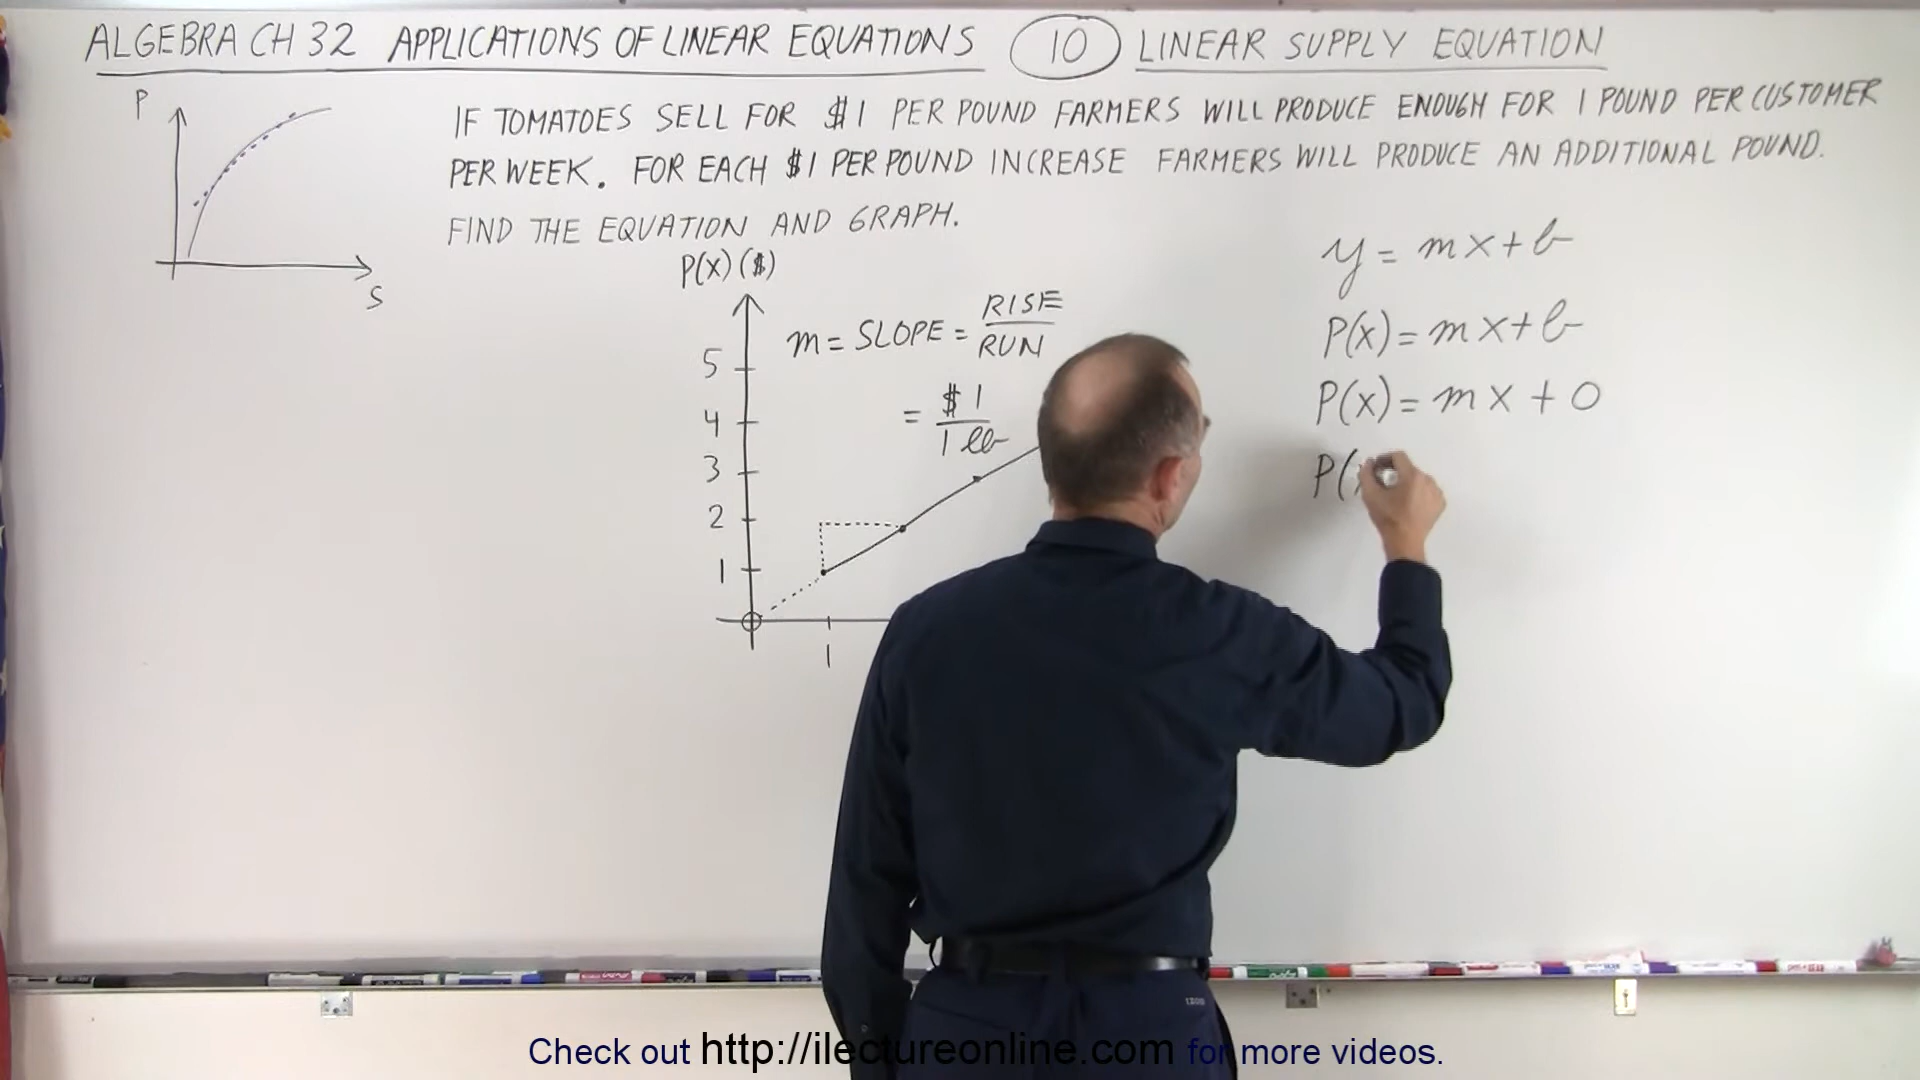 ALGEBRA CH 32 APPLICATIONS OF LINEAR EQUATIONS 10 LINEAR SUPPLY EQUATION
P
S
IF TOMATOES SELL FOR $1 PER POUND FARMERS WILL PRODUCE ENOUGH FOR 1 POUND PER CUSTOMER
PER WEEK. FOR EACH $1 PER POUND INCREASE FARMERS WILL PRODUCE AN ADDITIONAL POUND.
FIND THE EQUATION AND GRAPH.
P(X) ($)
m = SLOPE = RISE
RUN
= $1
1 lb
5
4
3
2
1
1
y = mx + b
P(x) = mx + b
P(x) = mx + 0
P(
IZOD
Check out http://ilectureonline.com for more videos.